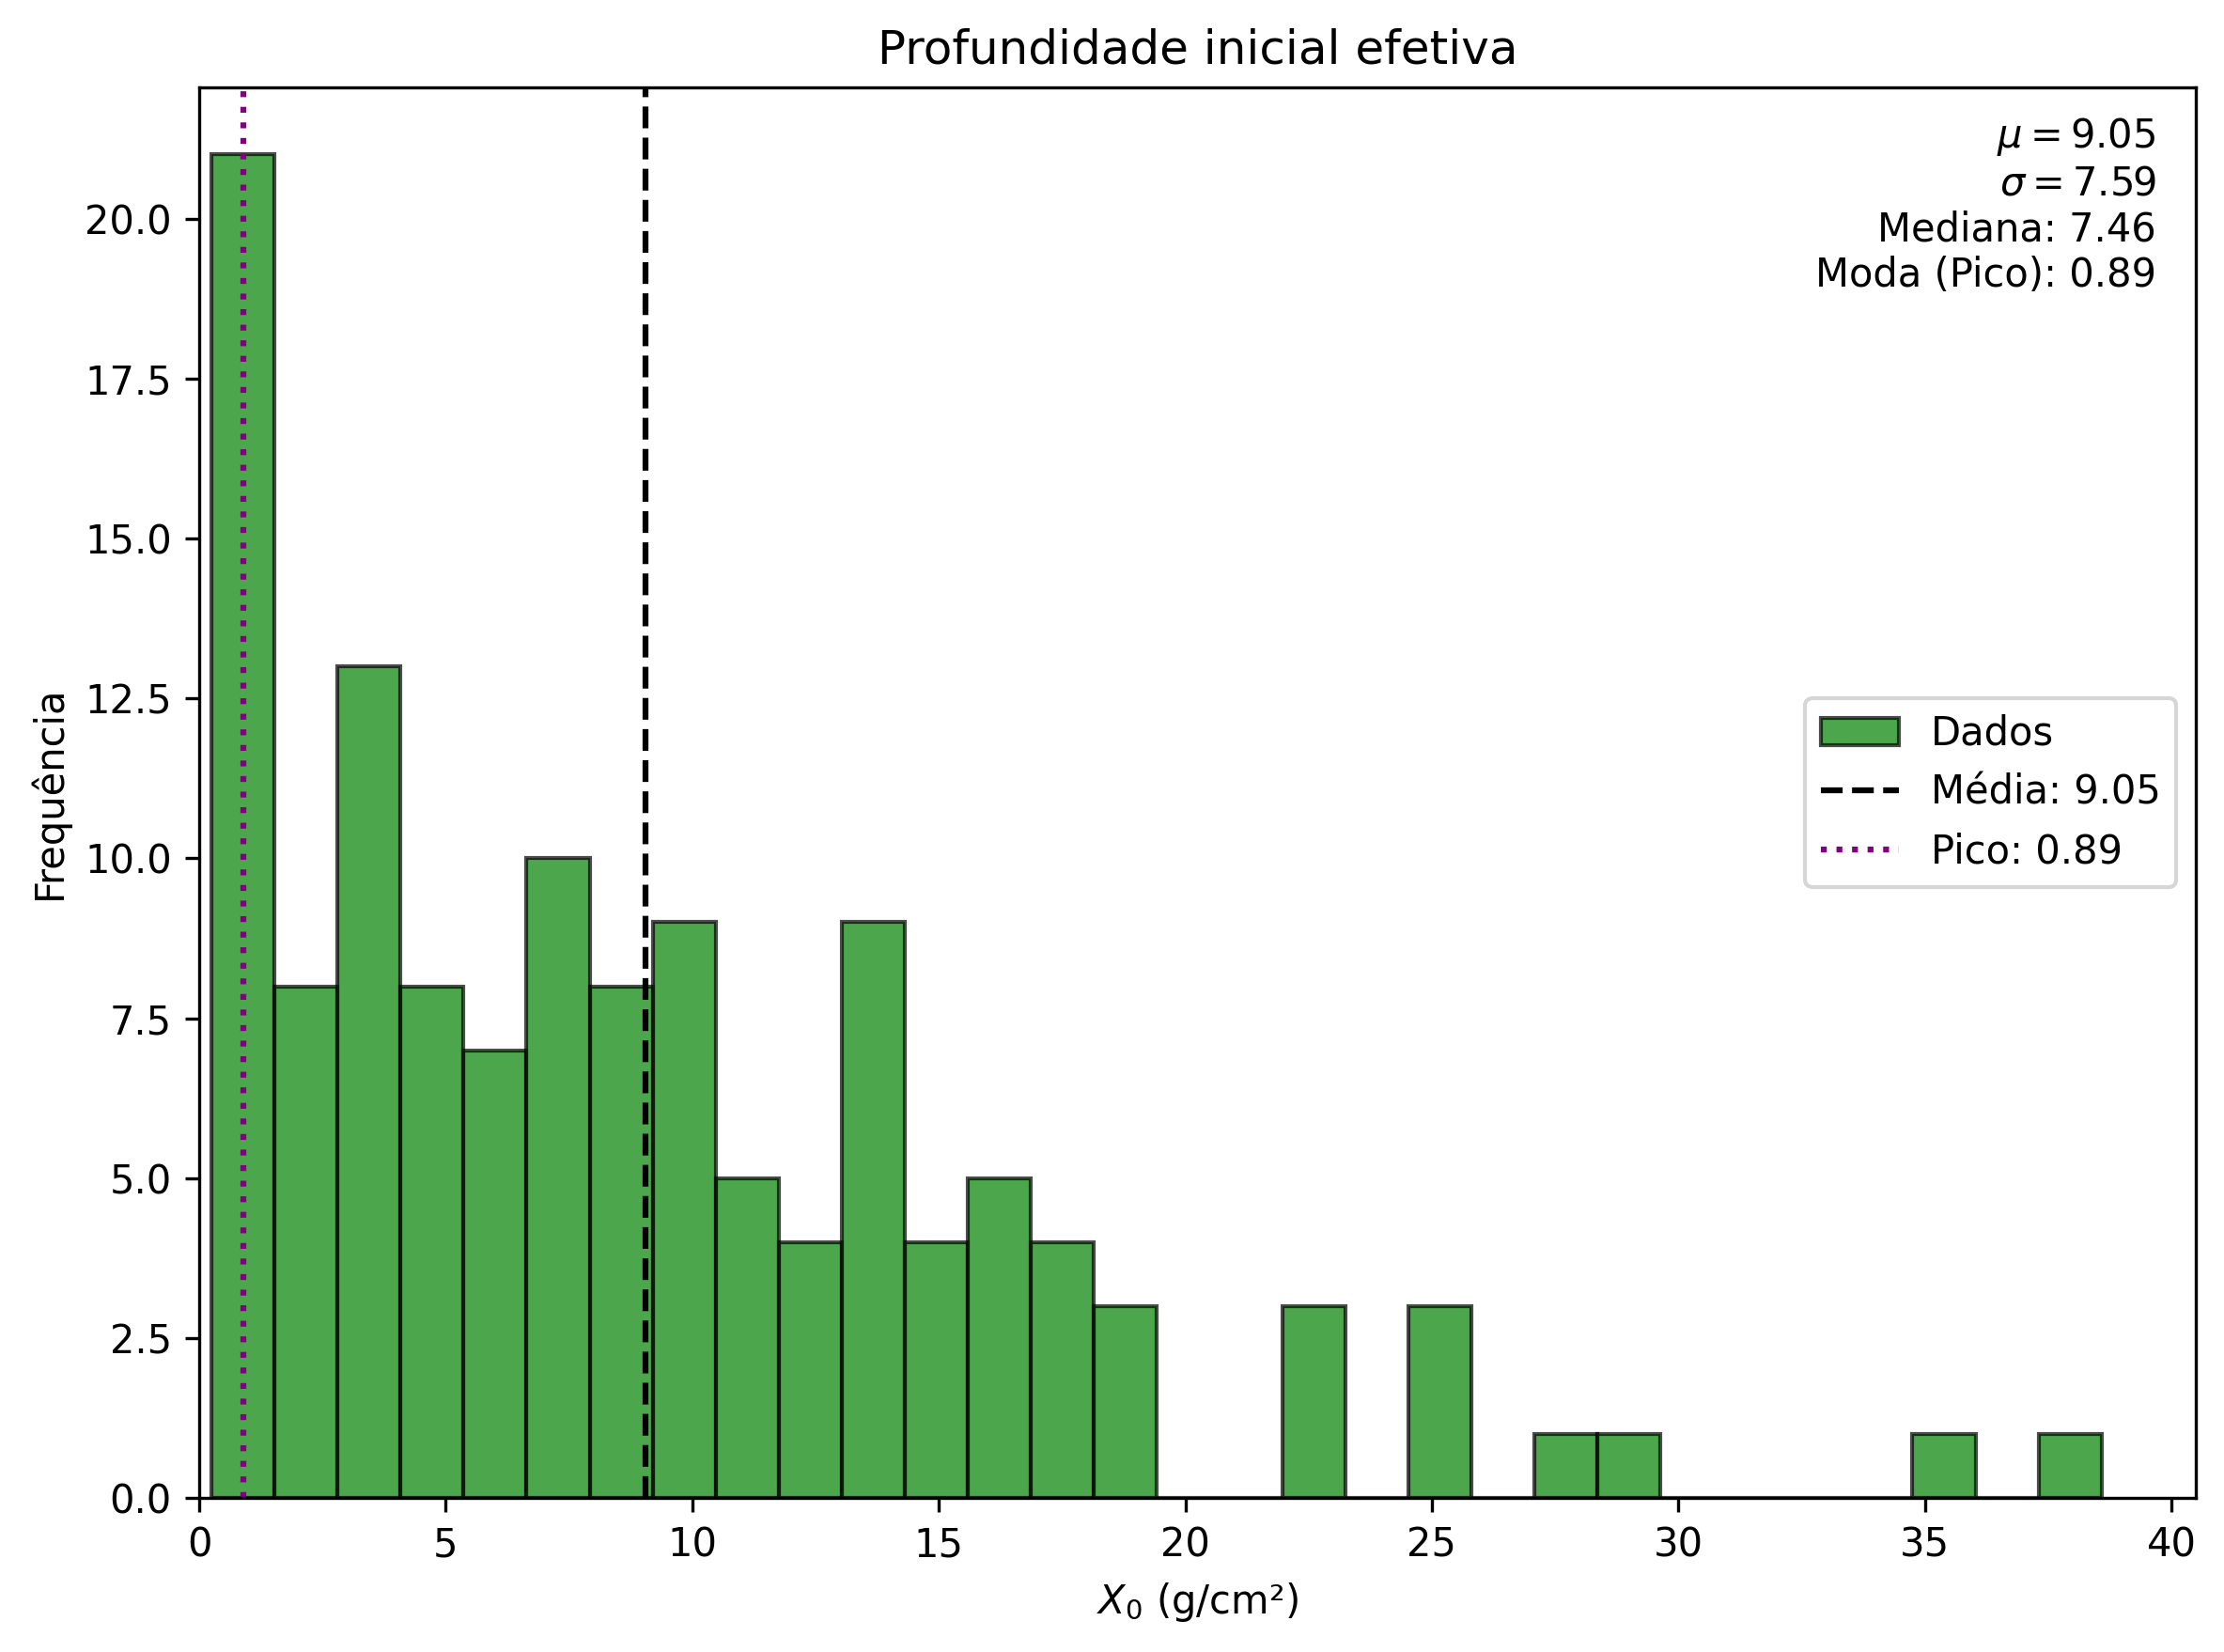 Profundidade inicial efetiva
μ = 9.05
σ = 7.59
Mediana: 7.46
Moda (Pico): 0.89
Frequência
20.0
17.5
15.0
12.5
10.0
7.5
5.0
2.5
0.0
Dados
Média: 9.05
Pico: 0.89
0 5 10 15 20 25 30 35 40
X₀ (g/cm²)